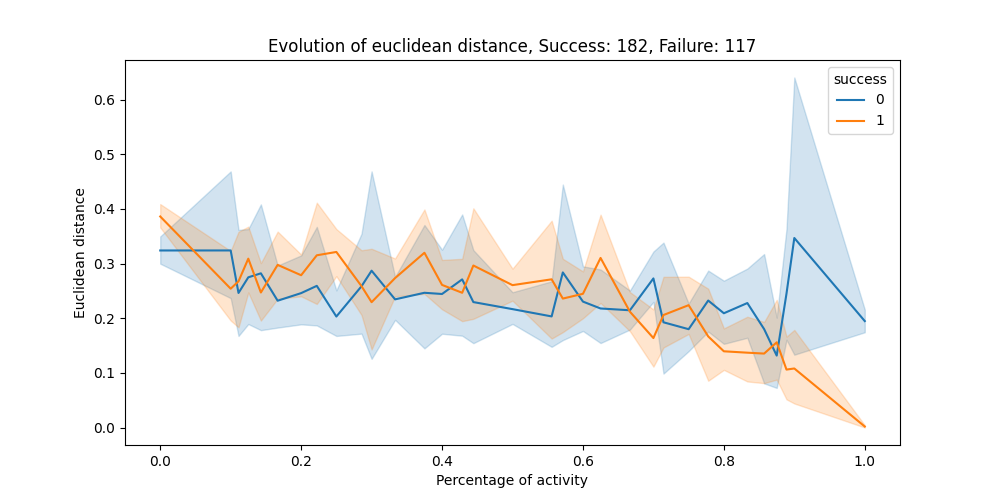 Evolution of euclidean distance, Success: 182, Failure: 117
success
0
1
Euclidean distance
0.6
0.5
0.4
0.3
0.2
0.1
0.0
0.0 0.2 0.4 0.6 0.8 1.0
Percentage of activity